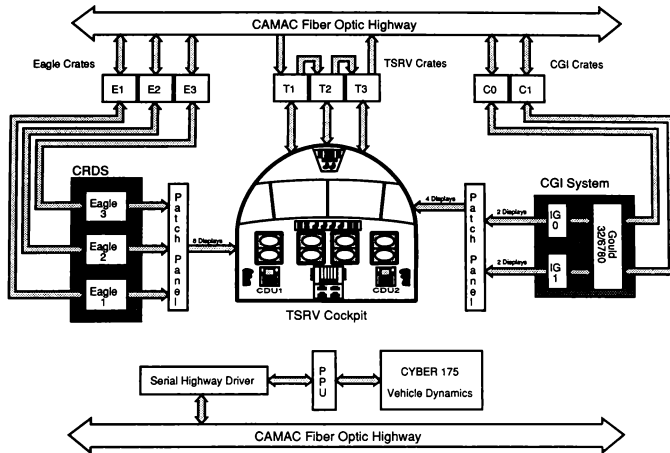 CAMAC Fiber Optic Highway
Eagle Crates
TSRV Crates
CGI Crates
E1
E2
E3
T1
T2
T3
C0
C1
CRDS
Eagle
3
Eagle
2
Eagle
1
Patch Panel
8 Displays
CDU1
CDU2
TSRV Cockpit
4 Displays
Patch Panel
2 Displays
2 Displays
CGI System
IG
0
IG
1
Gould
32/6780
Serial Highway Driver
PPU
CYBER 175
Vehicle Dynamics
CAMAC Fiber Optic Highway